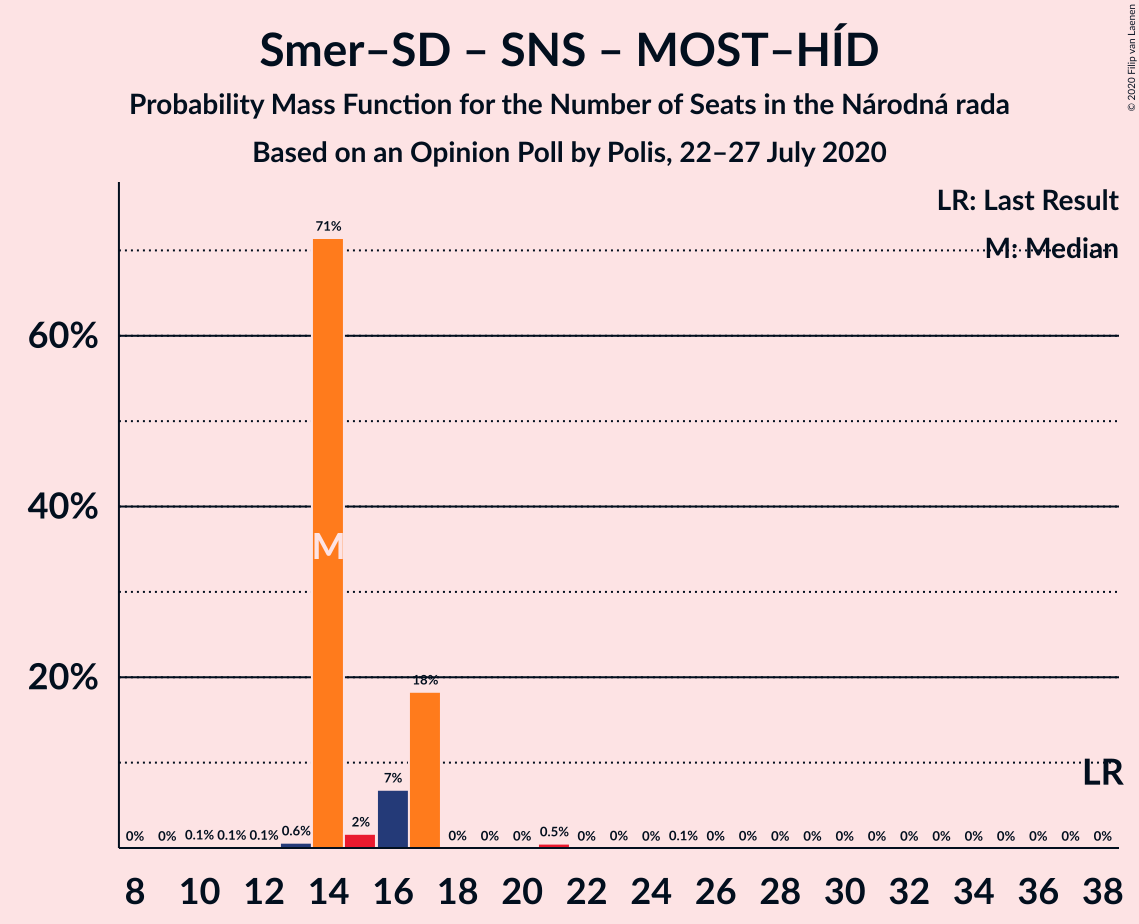 Smer–SD – SNS – MOST–HÍD
Probability Mass Function for the Number of Seats in the Národná rada
Based on an Opinion Poll by Polis, 22–27 July 2020
© 2020 Filip van Laenen
LR: Last Result
M: Median
71%
60%
40%
M
20%
18%
LR
7%
0% 0% 0.1% 0.1% 0.1% 0.6% 2% 0% 0% 0% 0.5% 0% 0% 0% 0.1% 0% 0% 0% 0% 0% 0% 0% 0% 0% 0% 0% 0% 0%
8 10 12 14 16 18 20 22 24 26 28 30 32 34 36 38